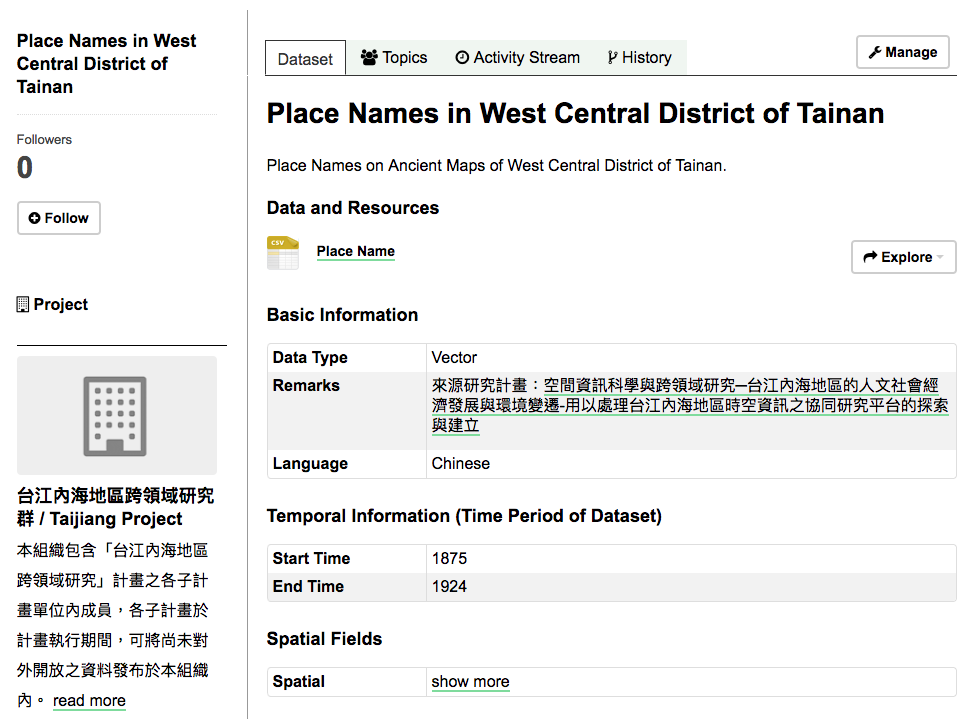 Place Names in West
Central District of
Tainan
Followers
0
Follow
Project
台江內海地區跨領域研究
群 / Taijiang Project
本組織包含「台江內海地區
跨領域研究」計畫之各子計
畫單位內成員，各子計畫於
計畫執行期間，可將尚未對
外開放之資料發布於本組織
內。 read more
Dataset
Topics
Activity Stream
History
Manage
Place Names in West Central District of Tainan
Place Names on Ancient Maps of West Central District of Tainan.
Data and Resources
CSV
Place Name
Explore
Basic Information
Data Type Vector
Remarks 來源研究計畫：空間資訊科學與跨領域研究─台江內海地區的人文社會經
濟發展與環境變遷-用以處理台江內海地區時空資訊之協同研究平台的探索
與建立
Language Chinese
Temporal Information (Time Period of Dataset)
Start Time 1875
End Time 1924
Spatial Fields
Spatial show more